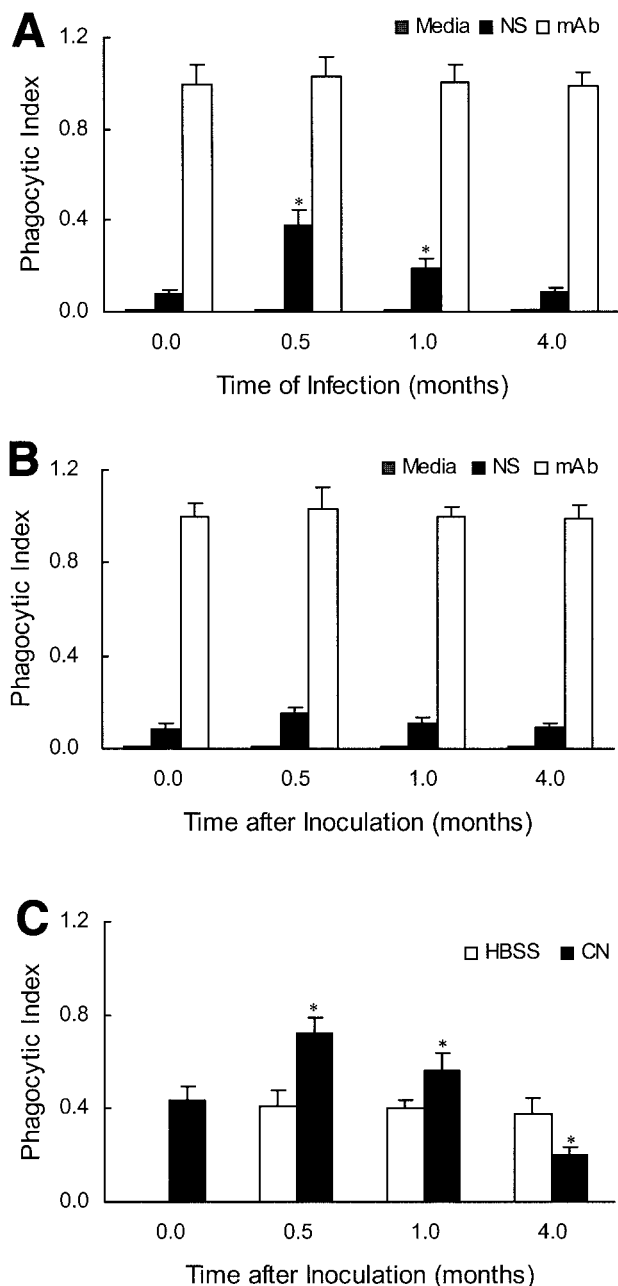 A
Media NS mAb
1.2
0.8
0.4
0.0
Phagocytic Index
* *
0.0 0.5 1.0 4.0
Time of Infection (months)
B
Media NS mAb
1.2
0.8
0.4
0.0
Phagocytic Index
0.0 0.5 1.0 4.0
Time after Inoculation (months)
C
HBSS CN
1.2
0.8
0.4
0.0
Phagocytic Index
* * *
0.0 0.5 1.0 4.0
Time after Inoculation (months)